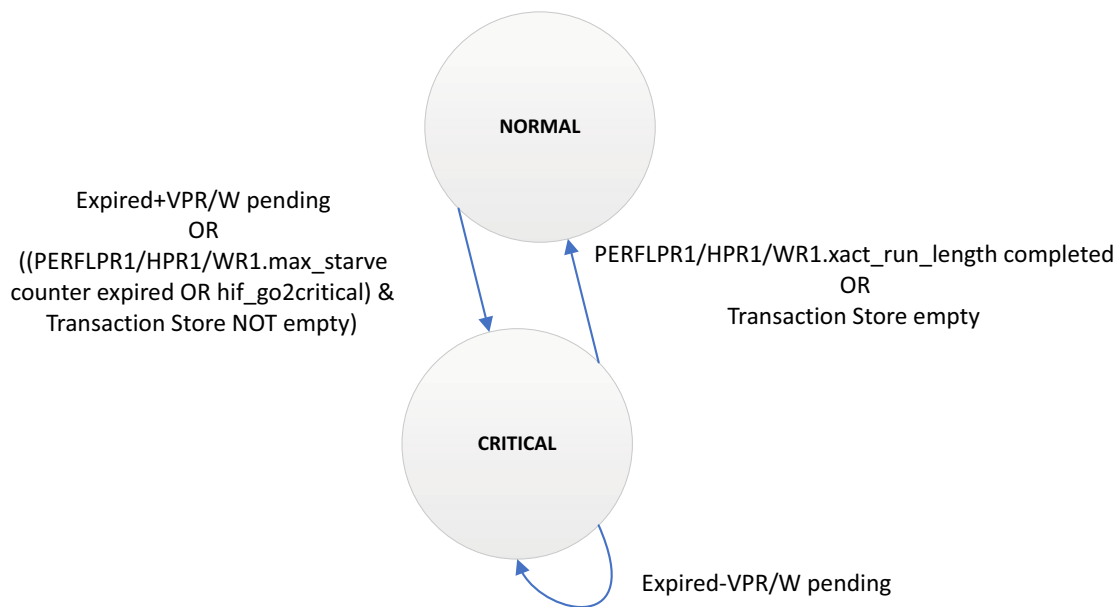 NORMAL
Expired+VPR/W pending
OR
((PERFLPR1/HPR1/WR1.max_starve
counter expired OR hif_go2critical) &
Transaction Store NOT empty)
PERFLPR1/HPR1/WR1.xact_run_length completed
OR
Transaction Store empty
CRITICAL
Expired-VPR/W pending